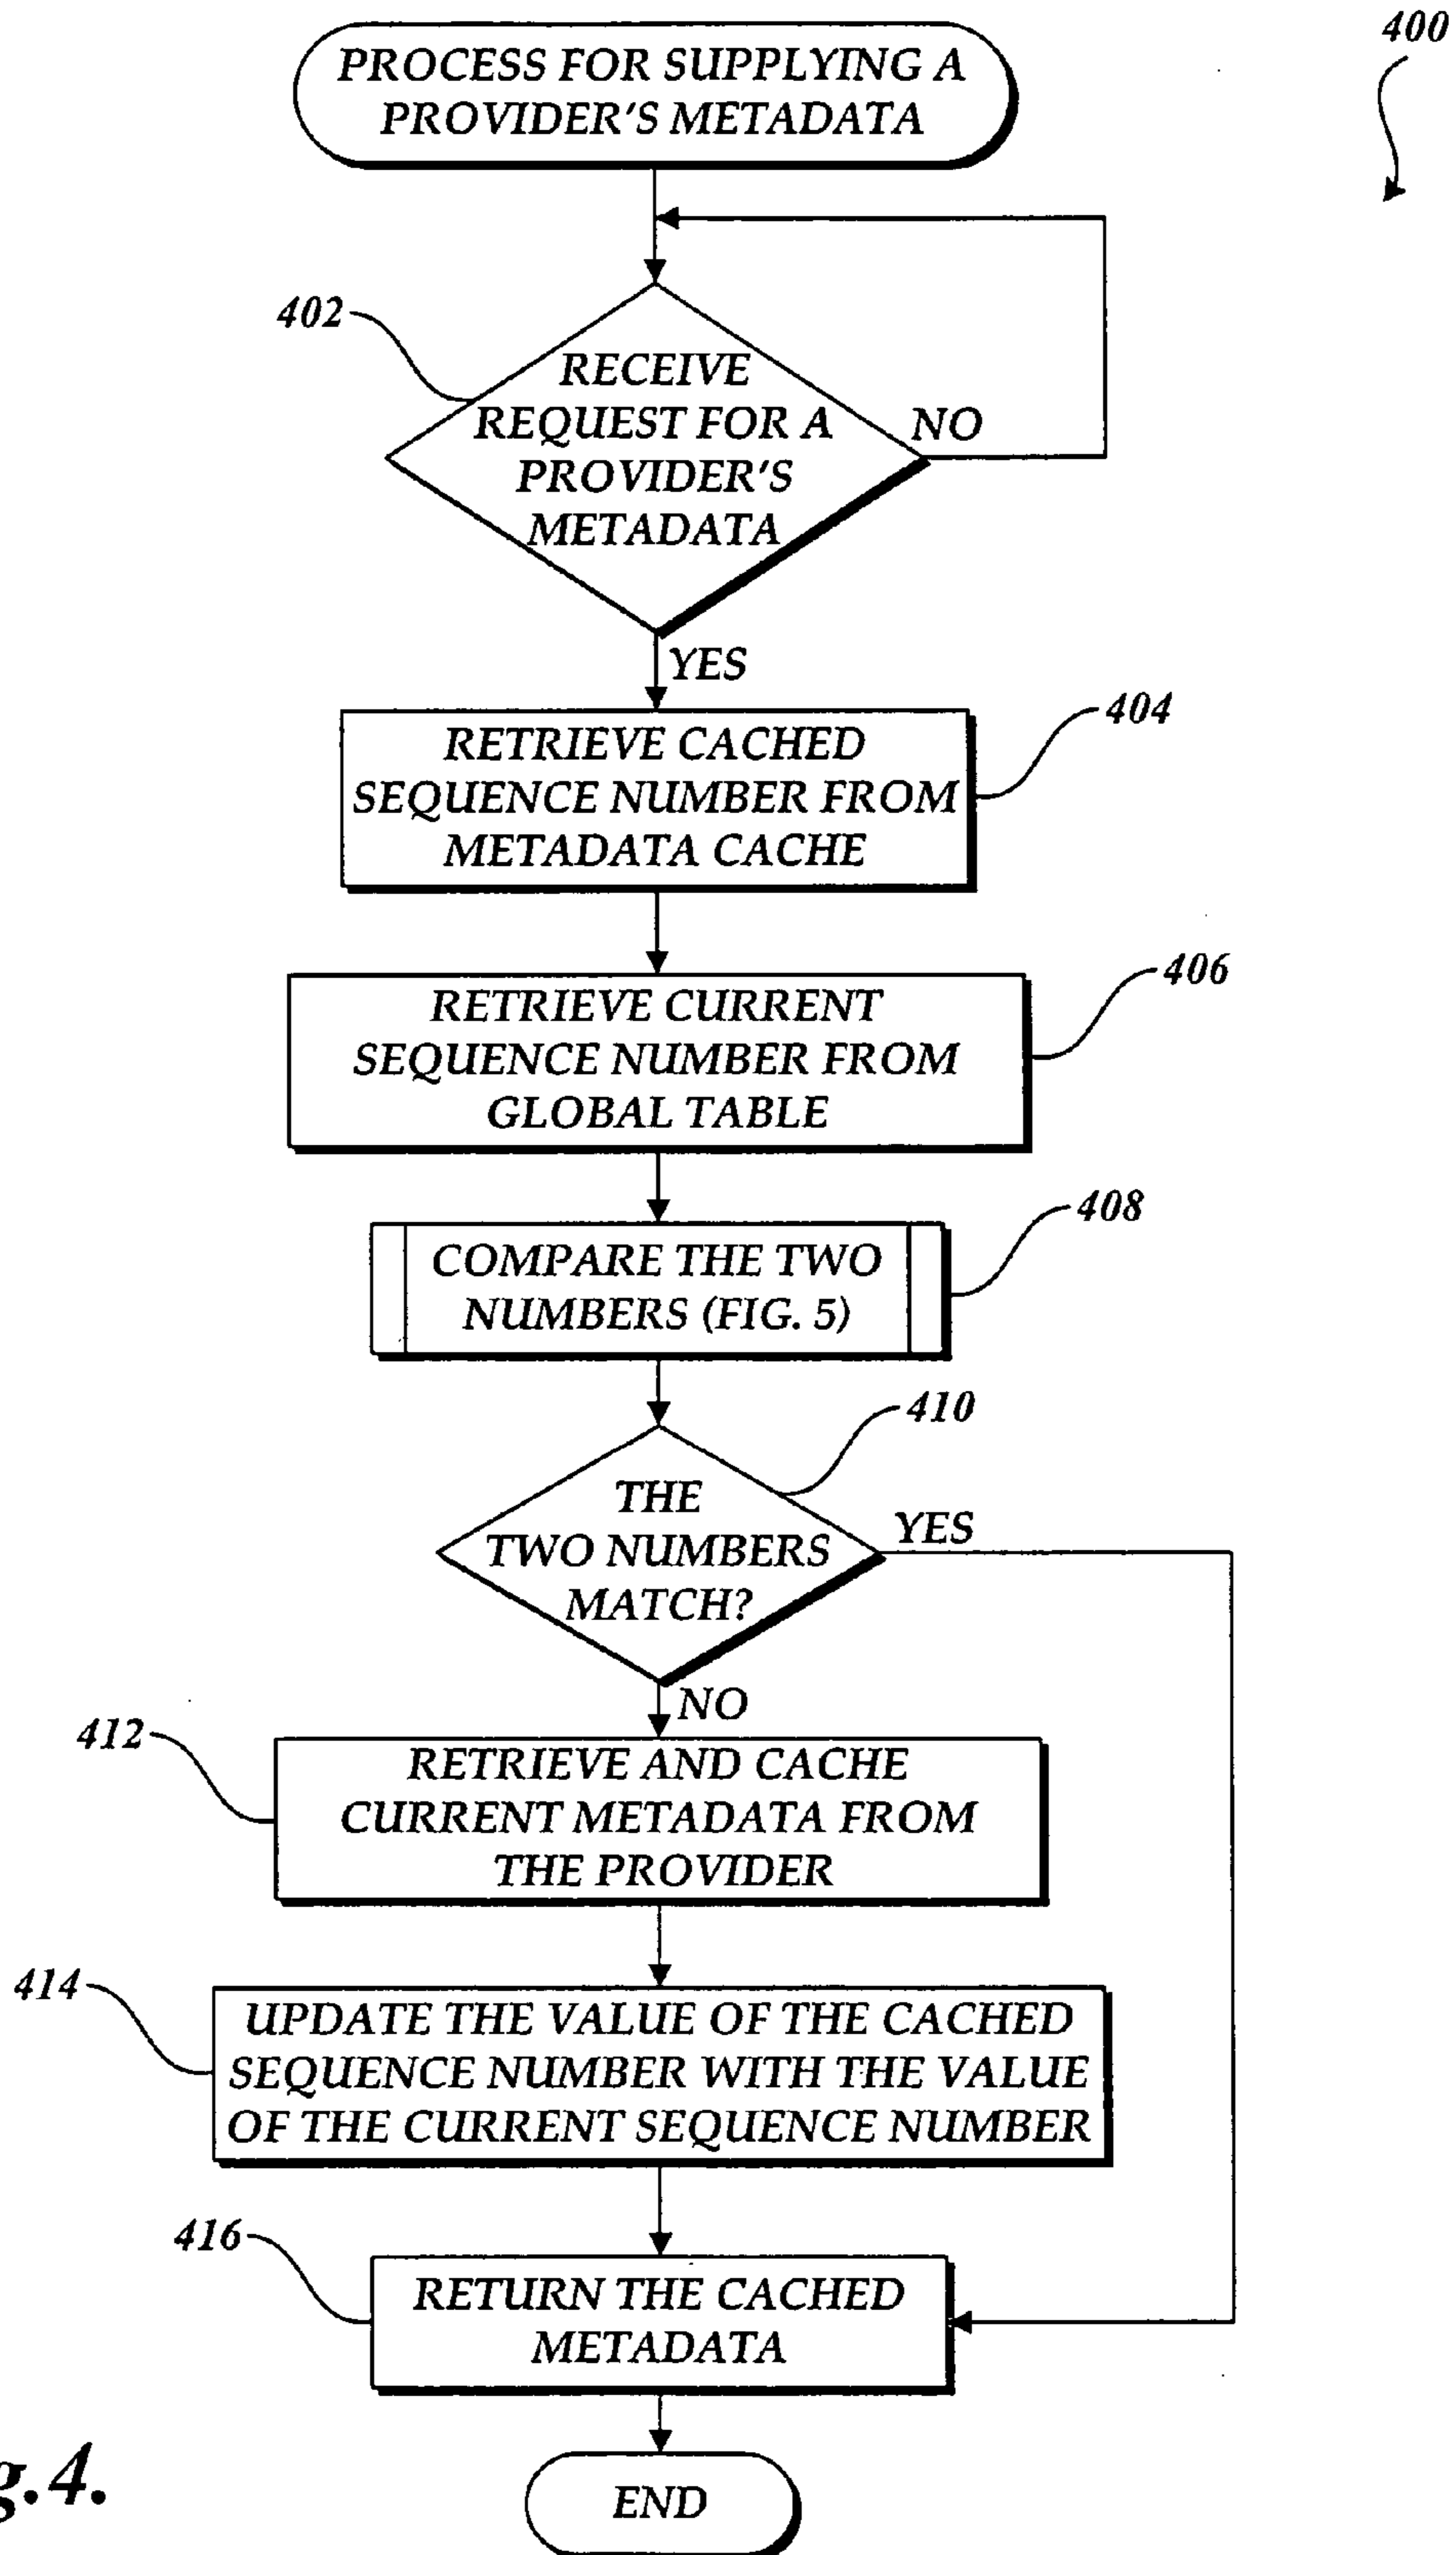 400
PROCESS FOR SUPPLYING A
PROVIDER'S METADATA
402
RECEIVE
REQUEST FOR A
PROVIDER'S
METADATA
NO
YES
404
RETRIEVE CACHED
SEQUENCE NUMBER FROM
METADATA CACHE
406
RETRIEVE CURRENT
SEQUENCE NUMBER FROM
GLOBAL TABLE
408
COMPARE THE TWO
NUMBERS (FIG. 5)
410
THE
TWO NUMBERS
MATCH?
YES
NO
412
RETRIEVE AND CACHE
CURRENT METADATA FROM
THE PROVIDER
414
UPDATE THE VALUE OF THE CACHED
SEQUENCE NUMBER WITH THE VALUE
OF THE CURRENT SEQUENCE NUMBER
416
RETURN THE CACHED
METADATA
END
g.4.